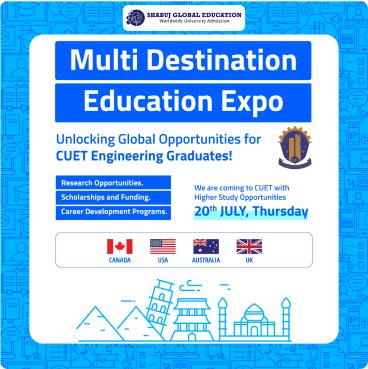 SHABUJ GLOBAL EDUCATION
Worldwide University Admission
Multi Destination
Education Expo
Unlocking Global Opportunities for
CUET Engineering Graduates!
Research Opportunities.
Scholarships and Funding.
Career Development Programs.
We are coming to CUET with
Higher Study Opportunities
20th JULY, Thursday
CANADA
USA
AUSTRALIA
UK